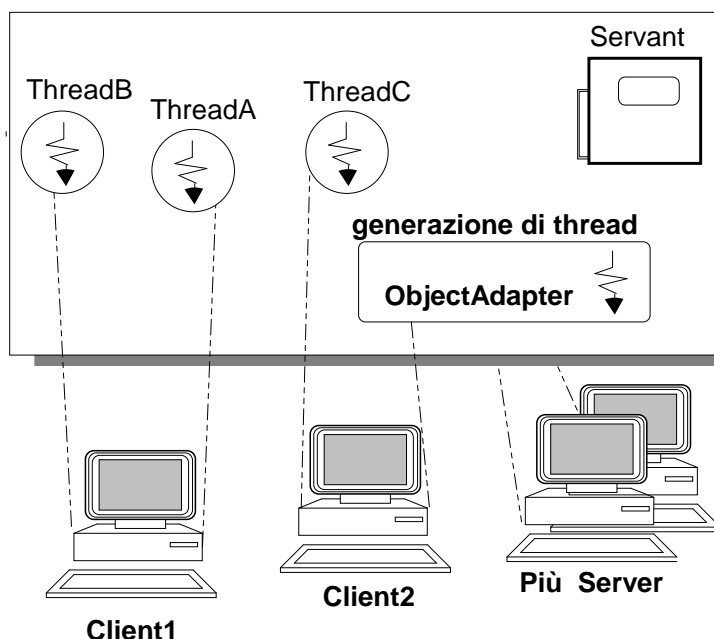 Servant
ThreadB
ThreadA
ThreadC
generazione di thread
ObjectAdapter
Client1
Client2
Più Server